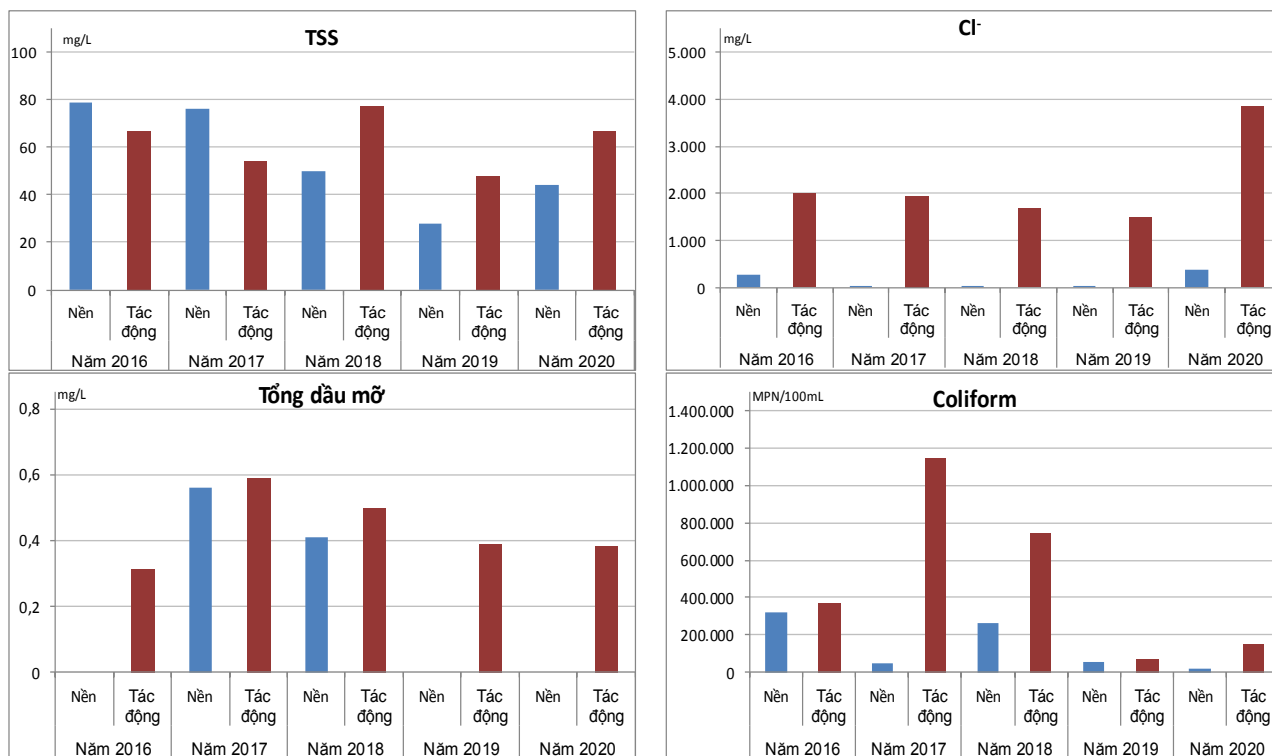 TSS
mg/L
100
80
60
40
20
0
Nền Tác động Nền Tác động Nền Tác động Nền Tác động Nền Tác động
Năm 2016 Năm 2017 Năm 2018 Năm 2019 Năm 2020
Cl-
mg/L
5.000
4.000
3.000
2.000
1.000
0
Nền Tác động Nền Tác động Nền Tác động Nền Tác động Nền Tác động
Năm 2016 Năm 2017 Năm 2018 Năm 2019 Năm 2020
Tổng dầu mỡ
mg/L
0,8
0,6
0,4
0,2
0
Nền Tác động Nền Tác động Nền Tác động Nền Tác động Nền Tác động
Năm 2016 Năm 2017 Năm 2018 Năm 2019 Năm 2020
Coliform
MPN/100mL
1.400.000
1.200.000
1.000.000
800.000
600.000
400.000
200.000
0
Nền Tác động Nền Tác động Nền Tác động Nền Tác động Nền Tác động
Năm 2016 Năm 2017 Năm 2018 Năm 2019 Năm 2020